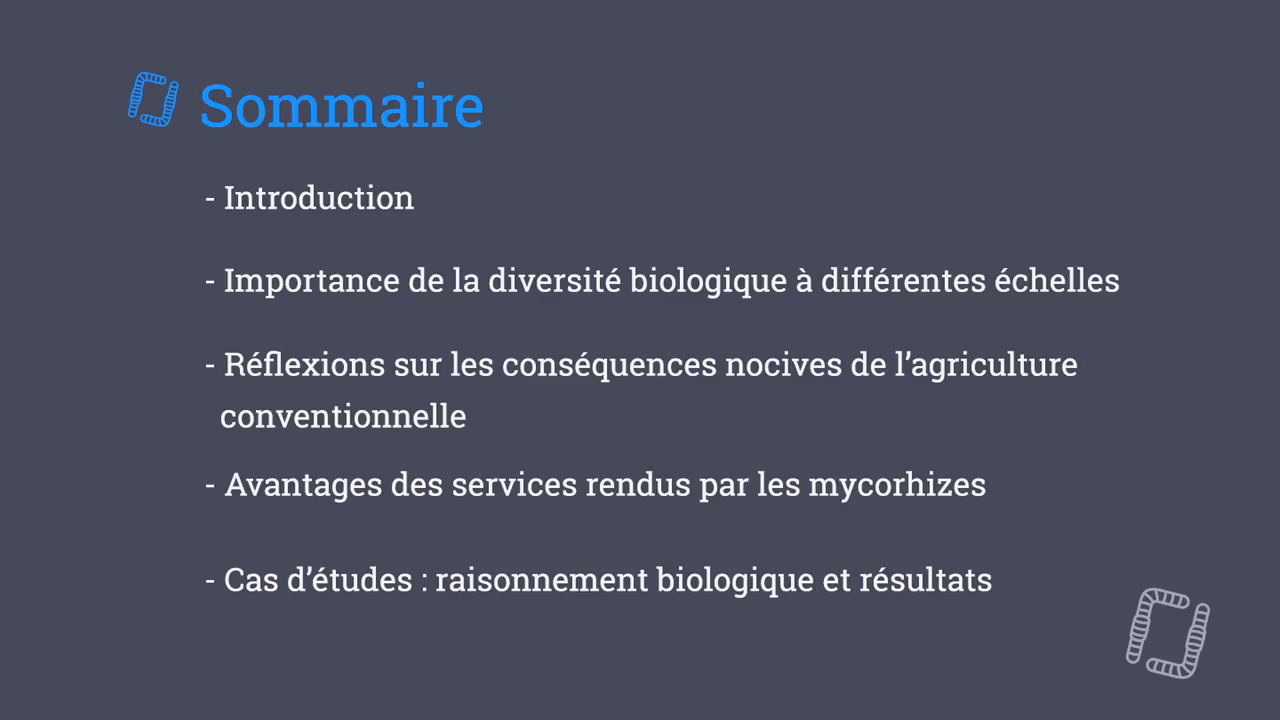 Sommaire
- Introduction
- Importance de la diversité biologique à différentes échelles
- Réflexions sur les conséquences nocives de l’agriculture
conventionnelle
- Avantages des services rendus par les mycorhizes
- Cas d’études : raisonnement biologique et résultats